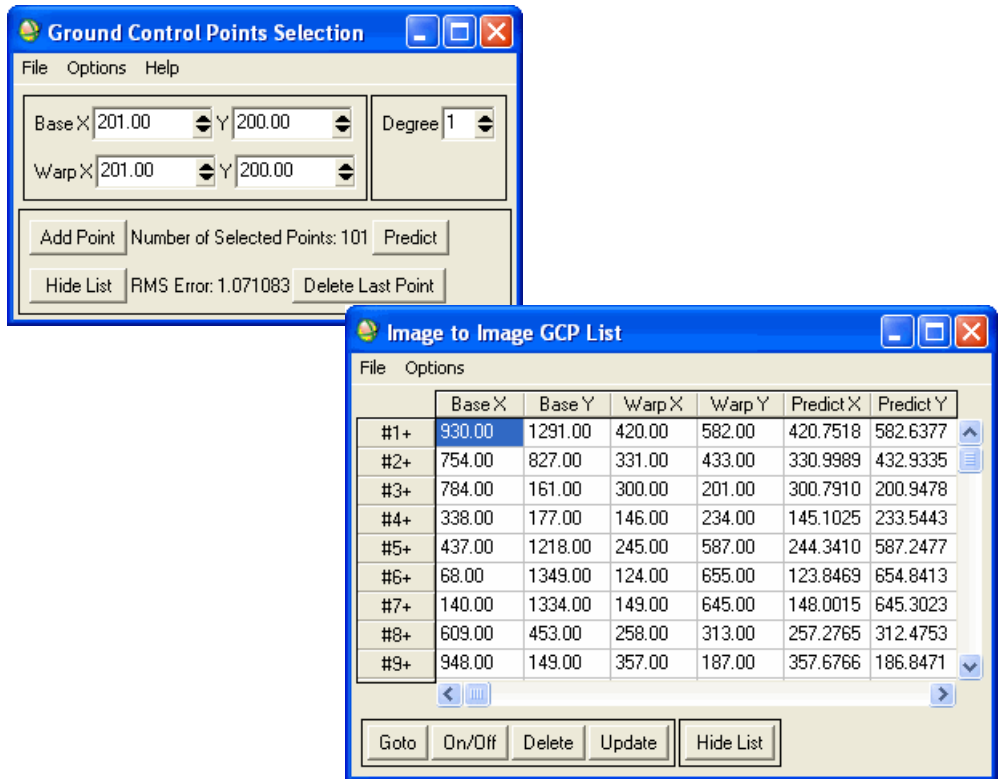 Ground Control Points Selection
File Options Help
Base X 201.00 Y 200.00 Degree 1
Warp X 201.00 Y 200.00
Add Point Number of Selected Points: 101 Predict
Hide List RMS Error: 1.071083 Delete Last Point
Image to Image GCP List
File Options
Base X Base Y Warp X Warp Y Predict X Predict Y
#1+ 930.00 1291.00 420.00 582.00 420.7518 582.6377
#2+ 754.00 827.00 331.00 433.00 330.9989 432.9335
#3+ 784.00 161.00 300.00 201.00 300.7910 200.9478
#4+ 338.00 177.00 146.00 234.00 145.1025 233.5443
#5+ 437.00 1218.00 245.00 587.00 244.3410 587.2477
#6+ 68.00 1349.00 124.00 655.00 123.8469 654.8413
#7+ 140.00 1334.00 149.00 645.00 148.0015 645.3023
#8+ 609.00 453.00 258.00 313.00 257.2765 312.4753
#9+ 948.00 149.00 357.00 187.00 357.6766 186.8471
Goto On/Off Delete Update Hide List